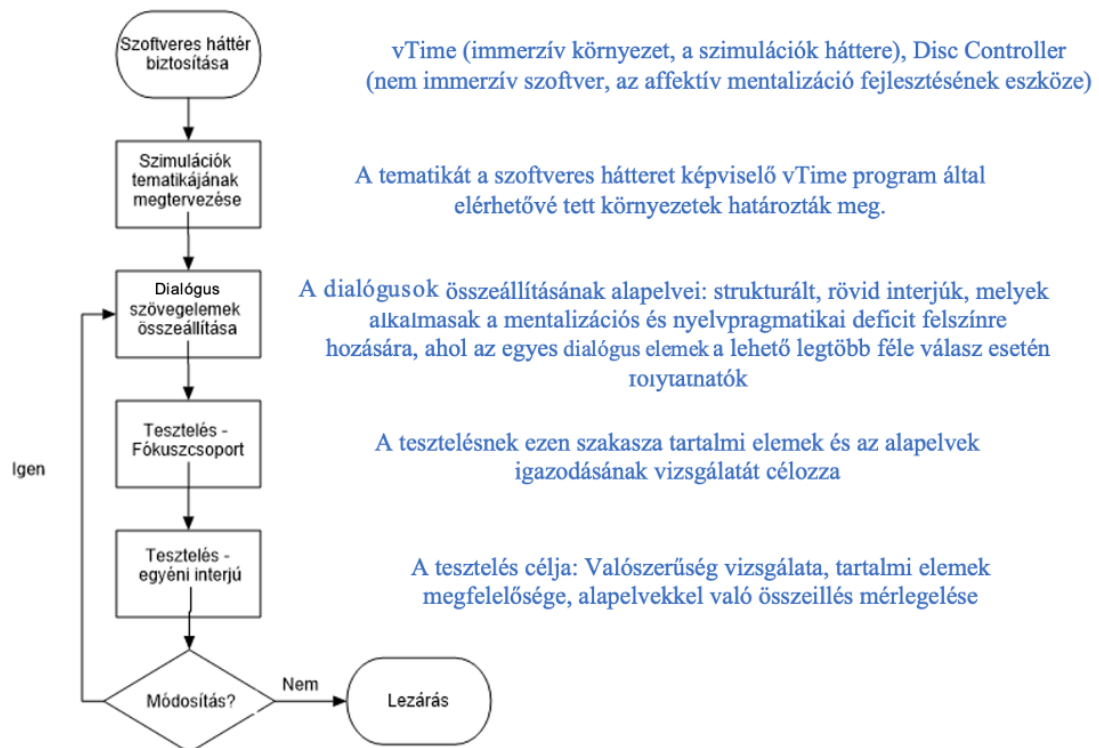 Szoftveres háttér
biztosítása
vTime (immerzív környezet, a szimulációk háttere), Disc Controller
(nem immerzív szoftver, az affektív mentalizáció fejlesztésének eszköze)
Szimulációk
tematikájának
megtervezése
A tematikát a szoftveres hátteret képviselő vTime program által
elérhetővé tett környezetek határozták meg.
Dialógus
szövegelemek
összeállítása
A dialógusok összeállításának alapelvei: strukturált, rövid interjúk, melyek
alkalmasak a mentalizációs és nyelvpragmatikai deficit felszínre
hozására, ahol az egyes dialógus elemek a lehető legtöbb féle válasz esetén
folytathatók
Tesztelés -
Fókuszcsoport
A tesztelésnek ezen szakasza tartalmi elemek és az alapelvek
igazodásának vizsgálatát célozza
Igen
Tesztelés -
egyéni interjú
A tesztelés célja: Valószerűség vizsgálata, tartalmi elemek
megfelelősége, alapelvekkel való összeillés mérlegelése
Módosítás?
Nem
Lezárás